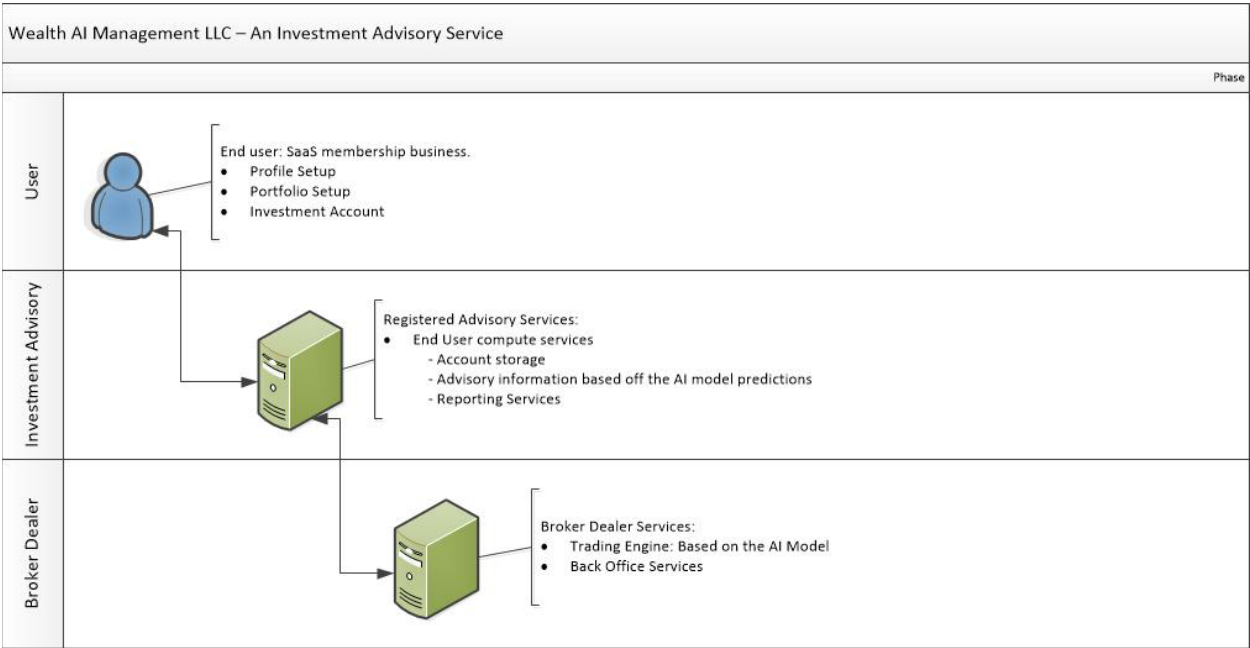 Wealth AI Management LLC – An Investment Advisory Service
Phase
User
End user: SaaS membership business.
● Profile Setup
● Portfolio Setup
● Investment Account
Investment Advisory
Registered Advisory Services:
● End User compute services
- Account storage
- Advisory information based off the AI model predictions
- Reporting Services
Broker Dealer
Broker Dealer Services:
● Trading Engine: Based on the AI Model
● Back Office Services